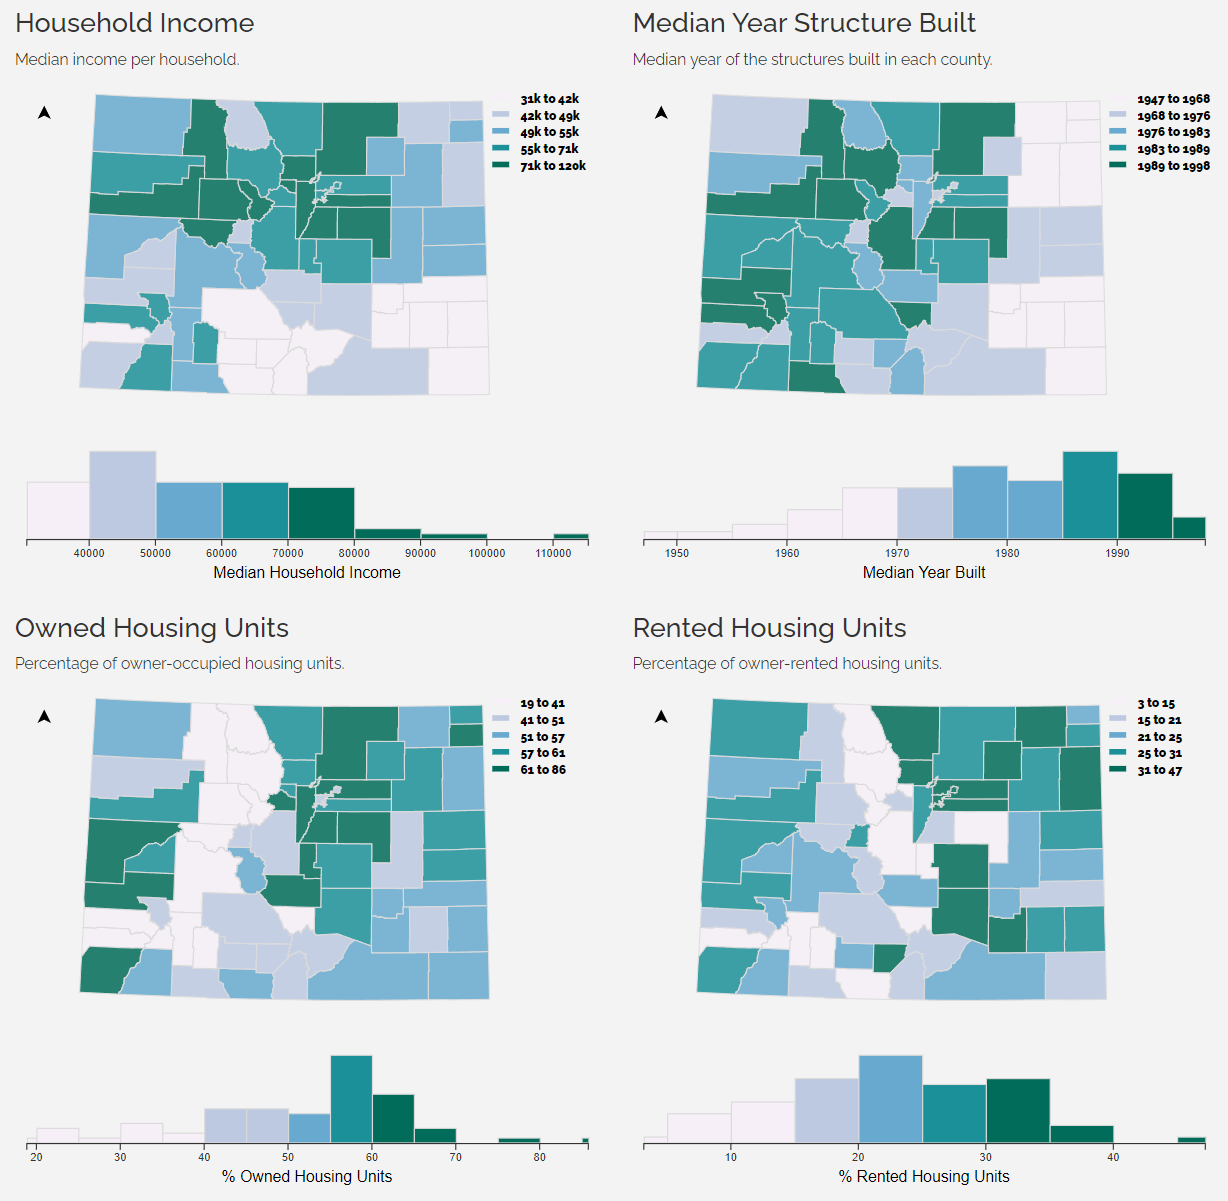 Household Income
Median income per household.
31k to 42k
42k to 49k
49k to 55k
55k to 71k
71k to 120k
40000 50000 60000 70000 80000 90000 100000 110000
Median Household Income
Median Year Structure Built
Median year of the structures built in each county.
1947 to 1968
1968 to 1976
1976 to 1983
1983 to 1989
1989 to 1998
1950 1960 1970 1980 1990
Median Year Built
Owned Housing Units
Percentage of owner-occupied housing units.
19 to 41
41 to 51
51 to 57
57 to 61
61 to 86
20 30 40 50 60 70 80
% Owned Housing Units
Rented Housing Units
Percentage of owner-rented housing units.
3 to 15
15 to 21
21 to 25
25 to 31
31 to 47
10 20 30 40
% Rented Housing Units